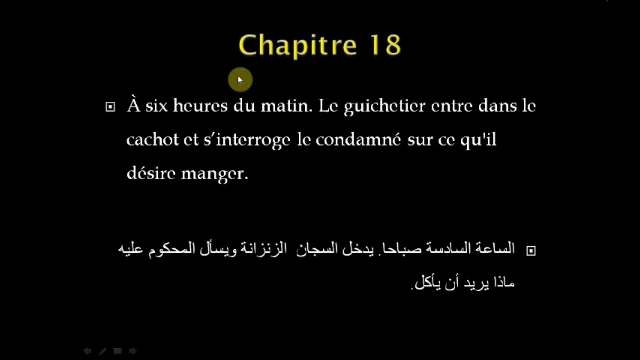 Chapitre 18
À six heures du matin. Le guichetier entre dans le
cachot et s’interroge le condamné sur ce qu'il
désire manger.
الساعة السادسة صباحا. يدخل السجان الزنزانة ويسأل المحكوم عليه
ماذا يريد أن يأكل.